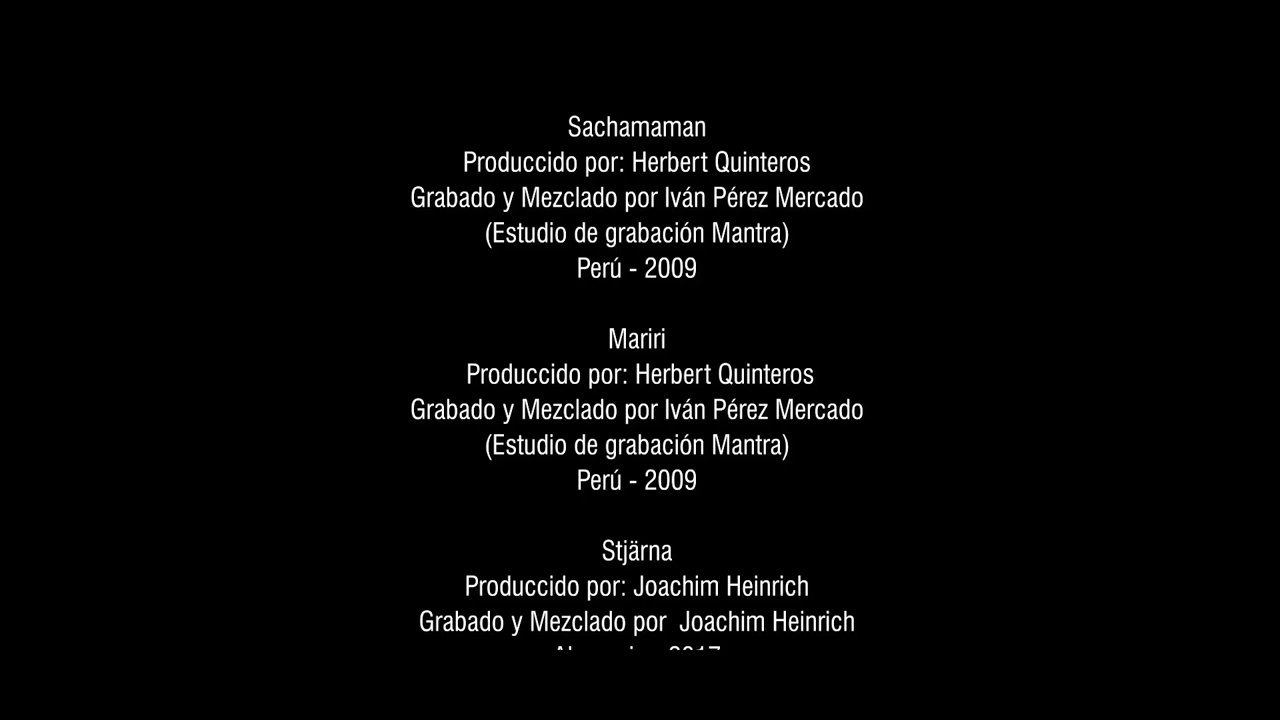 Sachamaman
Produccido por: Herbert Quinteros
Grabado y Mezclado por Iván Pérez Mercado
(Estudio de grabación Mantra)
Perú - 2009
Mariri
Produccido por: Herbert Quinteros
Grabado y Mezclado por Iván Pérez Mercado
(Estudio de grabación Mantra)
Perú - 2009
Stjärna
Produccido por: Joachim Heinrich
Grabado y Mezclado por  Joachim Heinrich